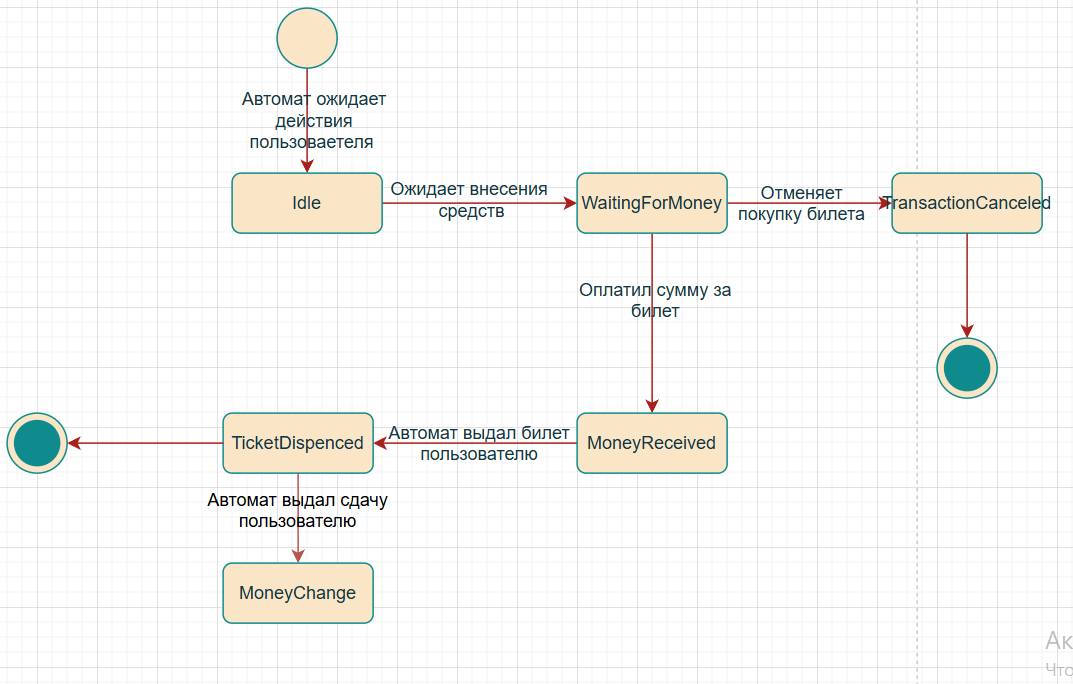 Автомат ожидает
действия
пользоваетеля
Idle
Ожидает внесения
средств
WaitingForMoney
Отменяет
покупку билета
TransactionCanceled
Оплатил сумму за
билет
TicketDispenced
Автомат выдал билет
пользователю
MoneyReceived
Автомат выдал сдачу
пользователю
MoneyChange
Ак
Что